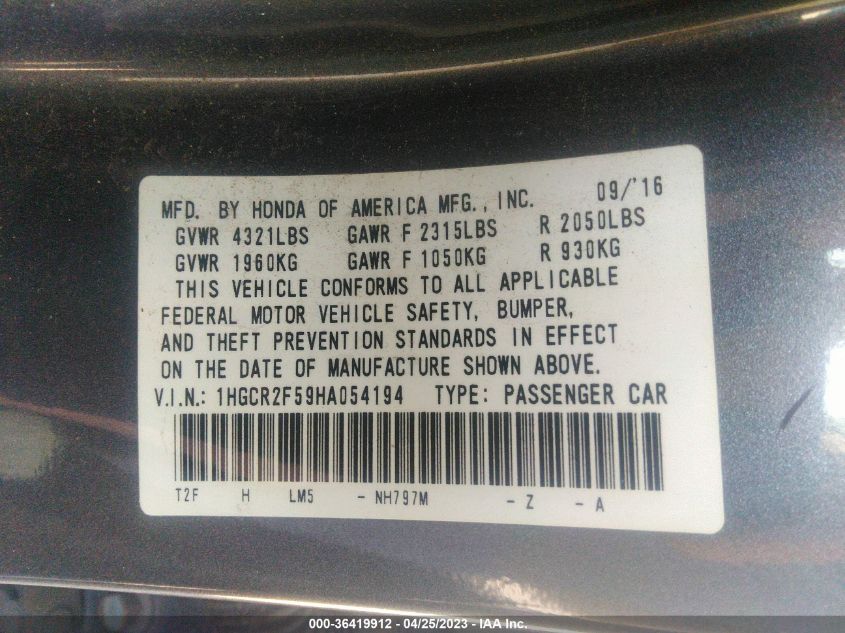 MFD. BY HONDA OF AMERICA MFG., INC. 09/'16
GVWR 4321LBS GAWR F 2315LBS R 2050LBS
GVWR 1960KG GAWR F 1050KG R 930KG
THIS VEHICLE CONFORMS TO ALL APPLICABLE
FEDERAL MOTOR VEHICLE SAFETY, BUMPER,
AND THEFT PREVENTION STANDARDS IN EFFECT
ON THE DATE OF MANUFACTURE SHOWN ABOVE.
V.I.N.: 1HGCR2F59HA054194 TYPE: PASSENGER CAR
T2F H LM5 - NH797M - Z - A
000-36419912 - 04/25/2023 - IAA Inc.